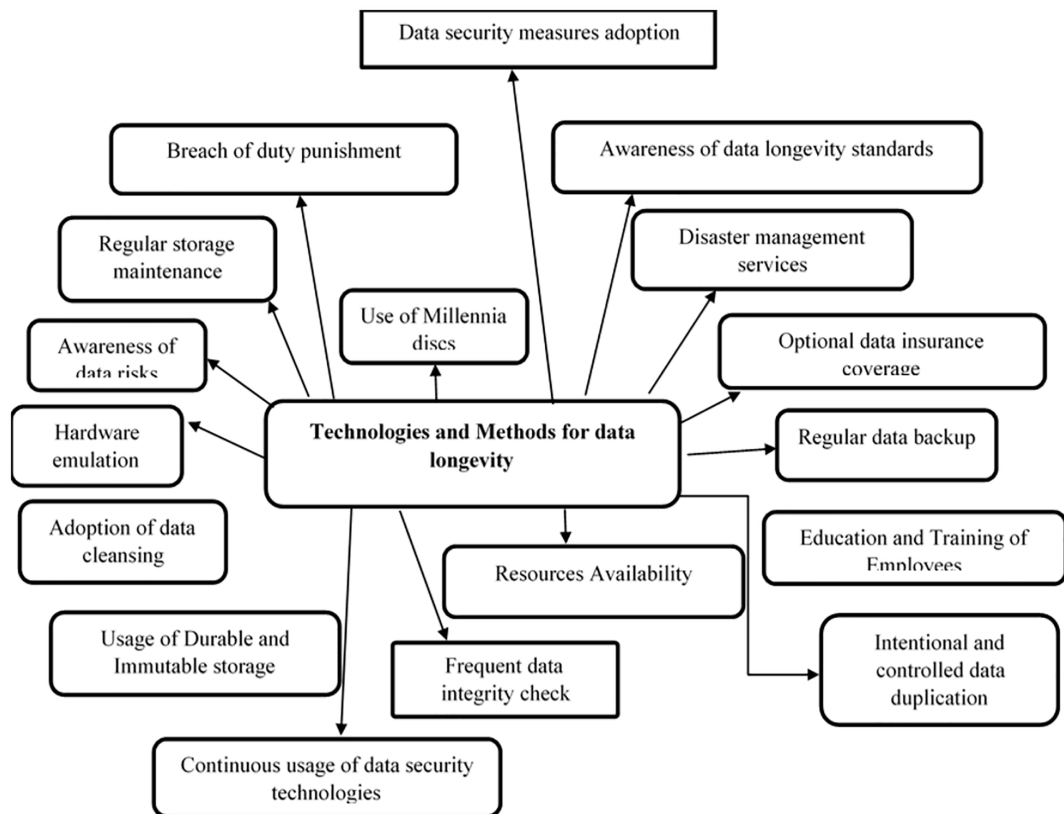 Data security measures adoption
Breach of duty punishment
Awareness of data longevity standards
Regular storage
maintenance
Disaster management
services
Use of Millennia
discs
Awareness of
data risks
Optional data insurance
coverage
Technologies and Methods for data
longevity
Hardware
emulation
Regular data backup
Adoption of data
cleansing
Education and Training of
Employees
Resources Availability
Usage of Durable and
Immutable storage
Frequent data
integrity check
Intentional and
controlled data
duplication
Continuous usage of data security
technologies